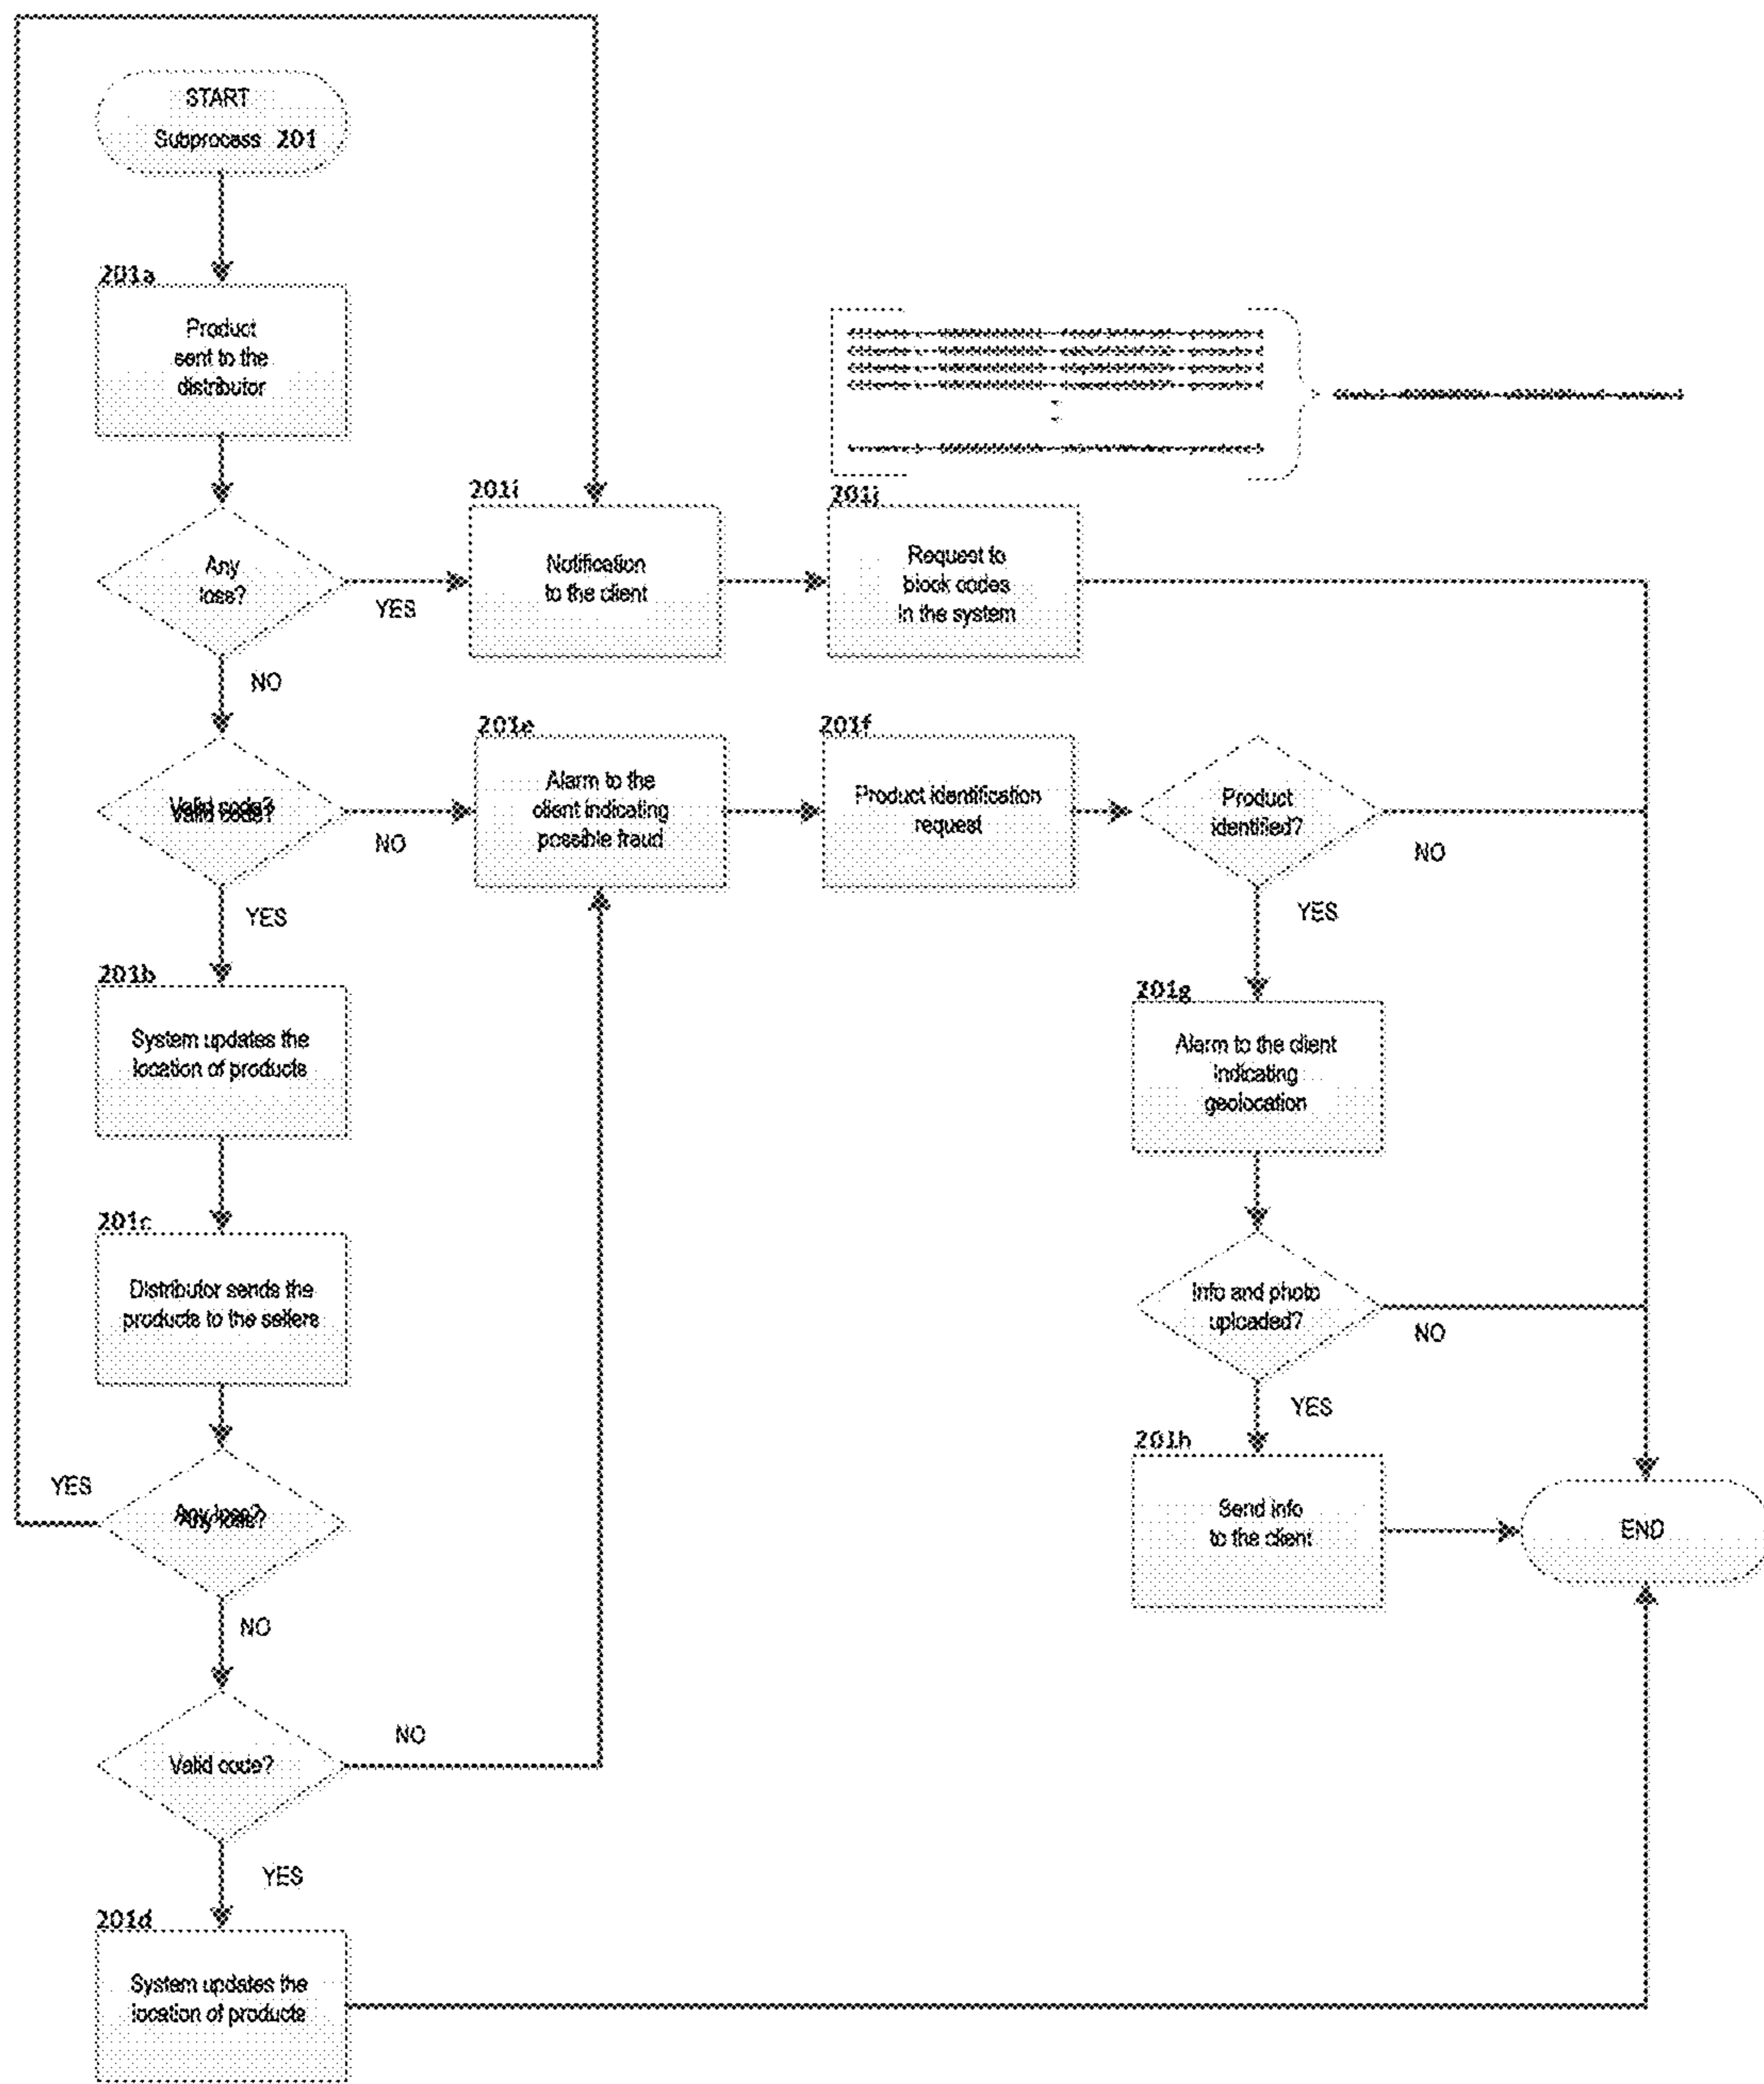 START
Subprocess 201
201a
Product
sent to the
distributor
Any
loss?
YES
NO
201i
Notification
to the client
201j
Request to
block codes
in the system
Valid code?
Valid code?
NO
YES
201e
Alarm to the
client indicating
possible fraud
201f
Product identification
request
Product
identified?
NO
YES
201b
System updates the
location of products
201g
Alarm to the client
indicating
geolocation
201c
Distributor sends the
products to the sellers
Info and photo
uploaded?
NO
YES
YES
Any loss?
Any loss?
NO
201h
Send info
to the client
END
Valid code?
NO
YES
201d
System updates the
location of products